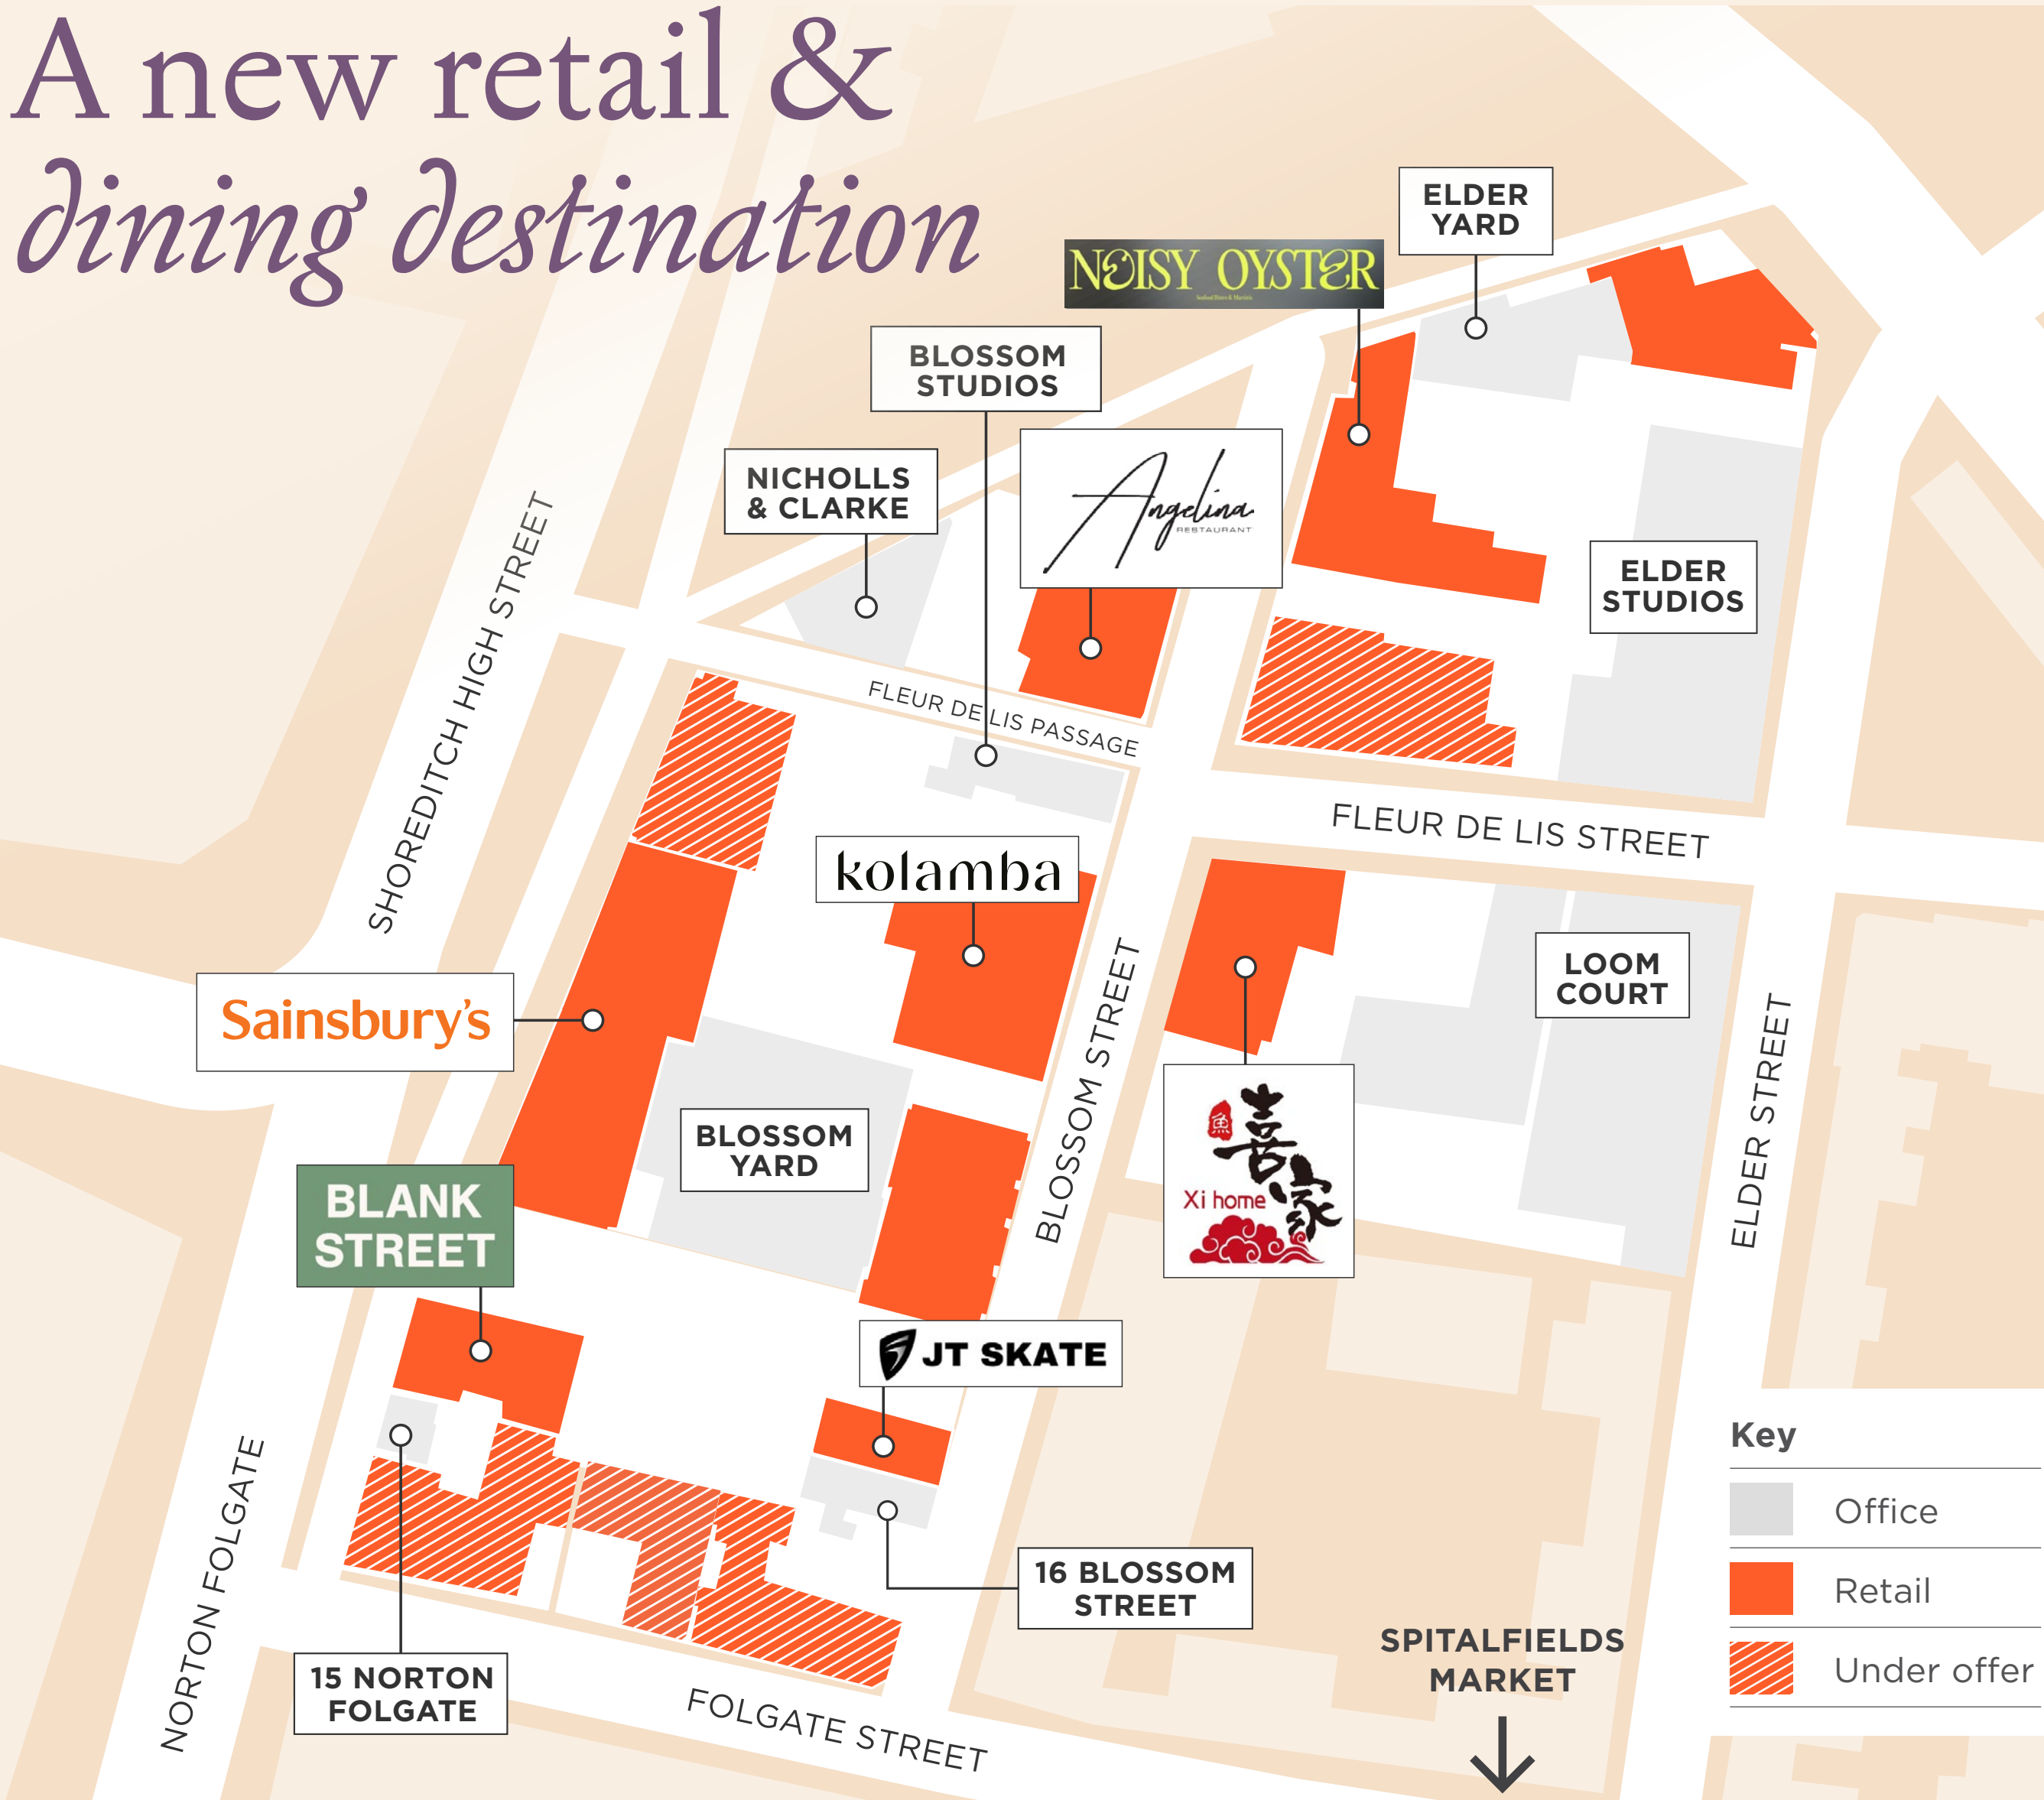 A new retail &
dining destination
ELDER
YARD
NOISY OYSTER
BLOSSOM
STUDIOS
NICHOLLS
& CLARKE
Angelina
RESTAURANT
ELDER
STUDIOS
SHOREDITCH HIGH STREET
FLEUR DE LIS PASSAGE
FLEUR DE LIS STREET
kolamba
LOOM
COURT
Sainsbury's
BLOSSOM STREET
ELDER STREET
BLOSSOM
YARD
魚
喜家
Xi home
BLANK
STREET
JT SKATE
Key
Office
Retail
Under offer
NORTON FOLGATE
16 BLOSSOM
STREET
15 NORTON
FOLGATE
SPITALFIELDS
MARKET
FOLGATE STREET